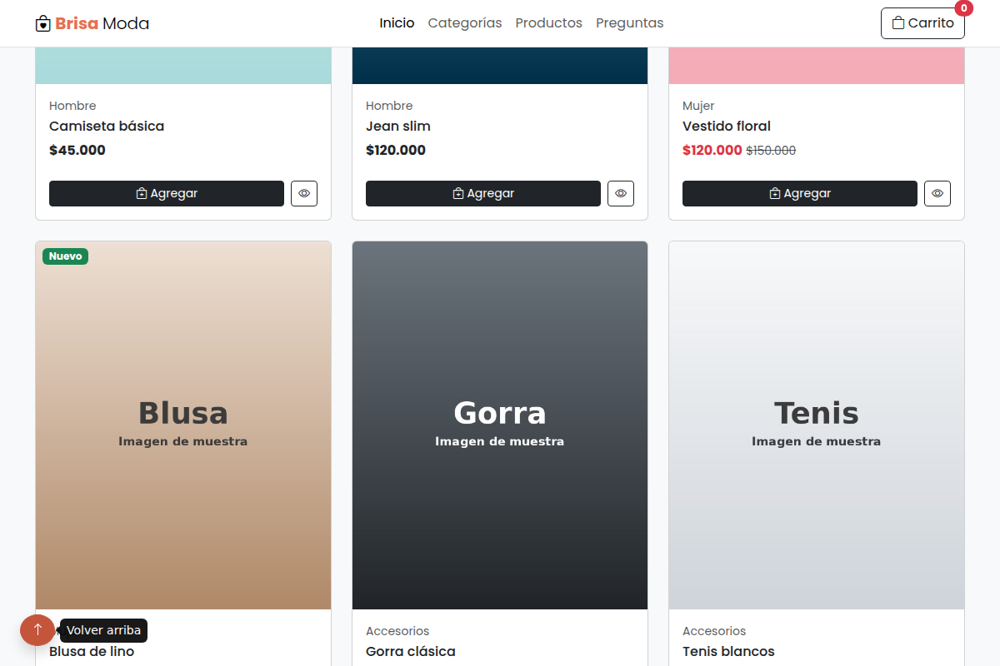 Brisa Moda
Inicio
Categorías
Productos
Preguntas
Carrito
0
Hombre
Camiseta básica
$45.000
Agregar
Hombre
Jean slim
$120.000
Agregar
Mujer
Vestido floral
$120.000 $150.000
Agregar
Nuevo
Blusa
Imagen de muestra
Gorra
Imagen de muestra
Tenis
Imagen de muestra
Volver arriba
Blusa de lino
Accesorios
Gorra clásica
Accesorios
Tenis blancos